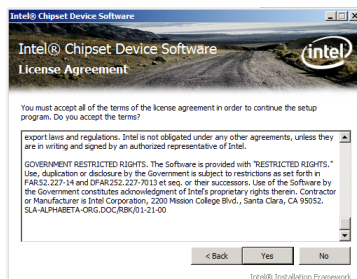 Intel® Chipset Device Software
Intel® Chipset Device Software
intel
License Agreement
You must accept all of the terms of the license agreement in order to continue the setup
program. Do you accept the terms?
export laws and regulations. Intel is not obligated under any other agreements, unless they
are in writing and signed by an authorized representative of Intel.
GOVERNMENT RESTRICTED RIGHTS. The Software is provided with "RESTRICTED RIGHTS."
Use, duplication or disclosure by the Government is subject to restrictions as set forth in
FAR52.227-14 and DFAR252.227-7013 et seq. or their successors. Use of the Software by
the Government constitutes acknowledgment of Intel's proprietary rights therein. Contractor
or Manufacturer is Intel Corporation, 2200 Mission College Blvd., Santa Clara, CA 95052.
SLA-ALPHABETA-ORG.DOC/RBK/01-21-00
< Back Yes No
Intel® Installation Framework